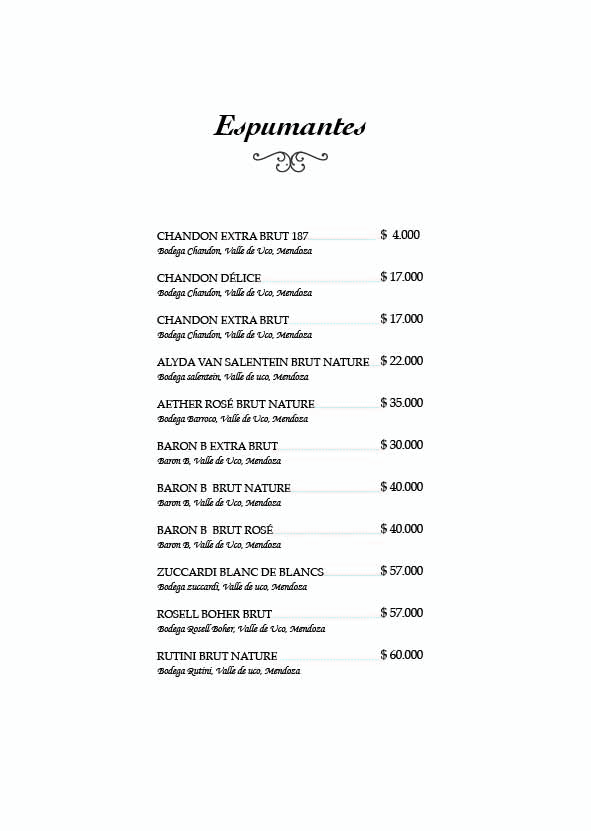 Espumantes
CHANDON EXTRA BRUT 187 $ 4.000
Bodega Chandon, Valle de Uco, Mendoza
CHANDON DÉLICE $ 17.000
Bodega Chandon, Valle de Uco, Mendoza
CHANDON EXTRA BRUT $ 17.000
Bodega Chandon, Valle de Uco, Mendoza
ALYDA VAN SALENTEIN BRUT NATURE $ 22.000
Bodega salentein, Valle de uco, Mendoza
AETHER ROSÉ BRUT NATURE $ 35.000
Bodega Barroco, Valle de Uco, Mendoza
BARON B EXTRA BRUT $ 30.000
Baron B, Valle de Uco, Mendoza
BARON B  BRUT NATURE $ 40.000
Baron B, Valle de Uco, Mendoza
BARON B  BRUT ROSÉ $ 40.000
Baron B, Valle de Uco, Mendoza
ZUCCARDI BLANC DE BLANCS $ 57.000
Bodega zuccardi, Valle de uco, Mendoza
ROSELL BOHER BRUT $ 57.000
Bodega Rosell Boher, Valle de Uco, Mendoza
RUTINI BRUT NATURE $ 60.000
Bodega Rutini, Valle de uco, Mendoza